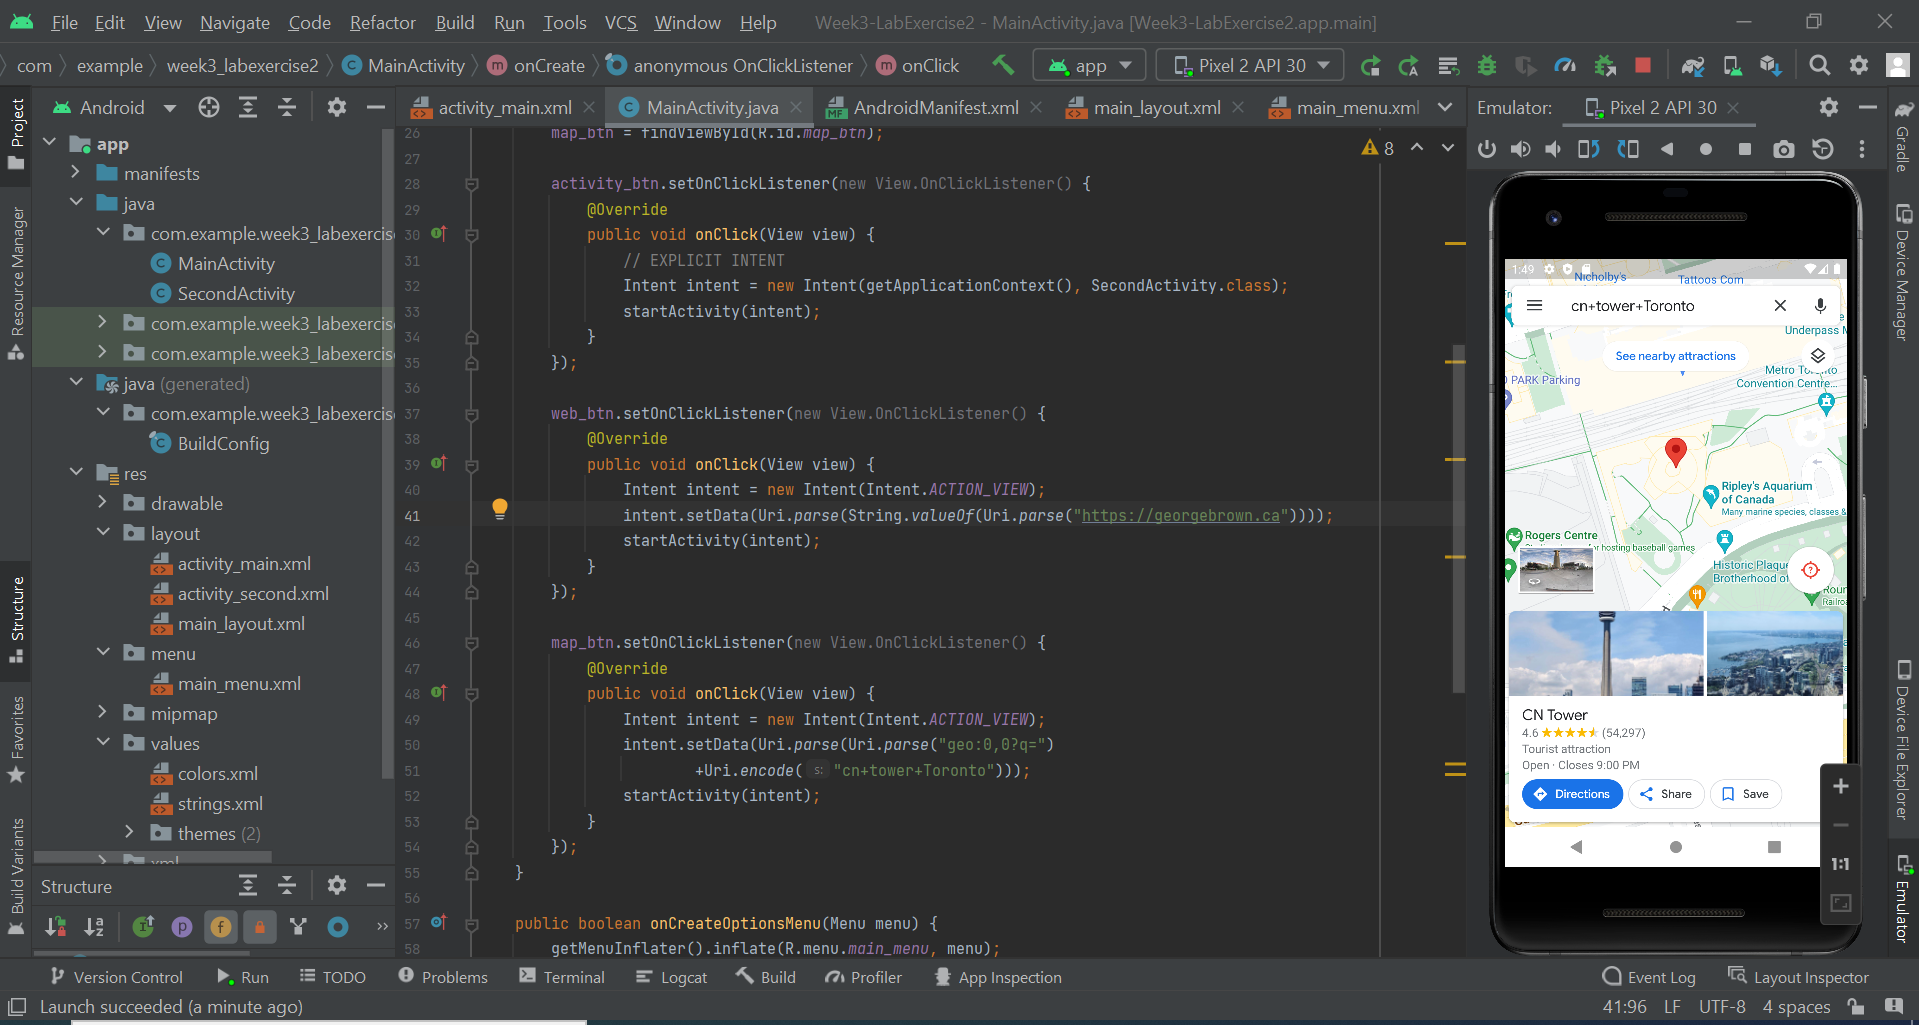 File Edit View Navigate Code Refactor Build Run Tools VCS Window Help Week3-LabExercise2 - MainActivity.java [Week3-LabExercise2.app.main]
com example week3_labexercise2 MainActivity onCreate anonymous OnClickListener onClick app Pixel 2 API 30
Android
activity_main.xml MainActivity.java AndroidManifest.xml main_layout.xml main_menu.xml
Emulator: Pixel 2 API 30
Project
Resource Manager
Structure
Favorites
Build Variants
app
manifests
java
com.example.week3_labexercis
MainActivity
SecondActivity
com.example.week3_labexercise
com.example.week3_labexercise
java (generated)
com.example.week3_labexercis
BuildConfig
res
drawable
layout
activity_main.xml
activity_second.xml
main_layout.xml
menu
main_menu.xml
mipmap
values
colors.xml
strings.xml
themes (2)
xml
Structure
8
26 map_btn = findViewById(R.id.map_btn);
27
28 activity_btn.setOnClickListener(new View.OnClickListener() {
29 @Override
30 public void onClick(View view) {
31 // EXPLICIT INTENT
32 Intent intent = new Intent(getApplicationContext(), SecondActivity.class);
33 startActivity(intent);
34 }
35 });
36
37 web_btn.setOnClickListener(new View.OnClickListener() {
38 @Override
39 public void onClick(View view) {
40 Intent intent = new Intent(Intent.ACTION_VIEW);
41 intent.setData(Uri.parse(String.valueOf(Uri.parse("https://georgebrown.ca"))));
42 startActivity(intent);
43 }
44 });
45
46 map_btn.setOnClickListener(new View.OnClickListener() {
47 @Override
48 public void onClick(View view) {
49 Intent intent = new Intent(Intent.ACTION_VIEW);
50 intent.setData(Uri.parse(Uri.parse("geo:0,0?q=")
51 +Uri.encode( s: "cn+tower+Toronto")));
52 startActivity(intent);
53 }
54 });
55 }
56
57 public boolean onCreateOptionsMenu(Menu menu) {
58 getMenuInflater().inflate(R.menu.main_menu, menu);
1:49
Nicholby's
Tattoos Corn
cn+tower+Toronto
Underpass
See nearby attractions
PARK Parking
Metro Toronto
Convention Centre...
Ripley's Aquarium
of Canada
Many marine species, classes &
Rogers Centre
for hosting baseball games
Historic Plaque
Brotherhood of
Roun
Railroa
CN Tower
4.6 (54,297)
Tourist attraction
Open · Closes 9:00 PM
Directions Share Save
1:1
Gradle
Device Manager
Device File Explorer
Emulator
Version Control Run TODO Problems Terminal Logcat Build Profiler App Inspection Event Log Layout Inspector
Launch succeeded (a minute ago) 41:96 LF UTF-8 4 spaces